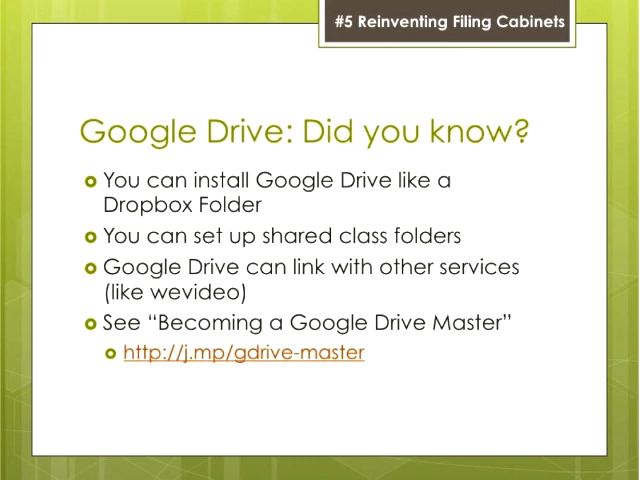 #5 Reinventing Filing Cabinets
Google Drive: Did you know?
You can install Google Drive like a
Dropbox Folder
You can set up shared class folders
Google Drive can link with other services
(like wevideo)
See “Becoming a Google Drive Master”
http://j.mp/gdrive-master